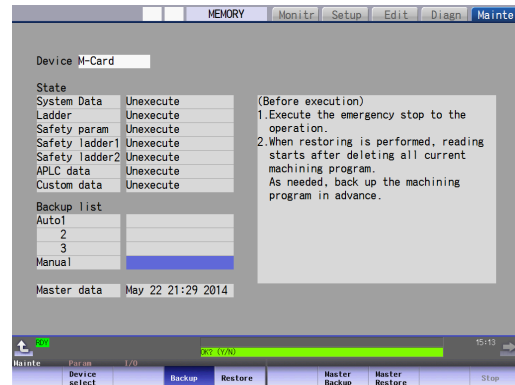 MEMORY Monitr Setup Edit Diagn Mainte
Device M-Card
State
System Data Unexecute
Ladder Unexecute
Safety param Unexecute
Safety ladder1 Unexecute
Safety ladder2 Unexecute
APLC data Unexecute
Custom data Unexecute
Backup list
Auto1
2
3
Manual
Master data May 22 21:29 2014
(Before execution)
1.Execute the emergency stop to the
operation.
2.When restoring is performed, reading
starts after deleting all current
machining program.
As needed, back up the machining
program in advance.
RDY 15:13
OK? (Y/N)
Mainte Param I/O
Device select Backup Restore Master Backup Master Restore Stop